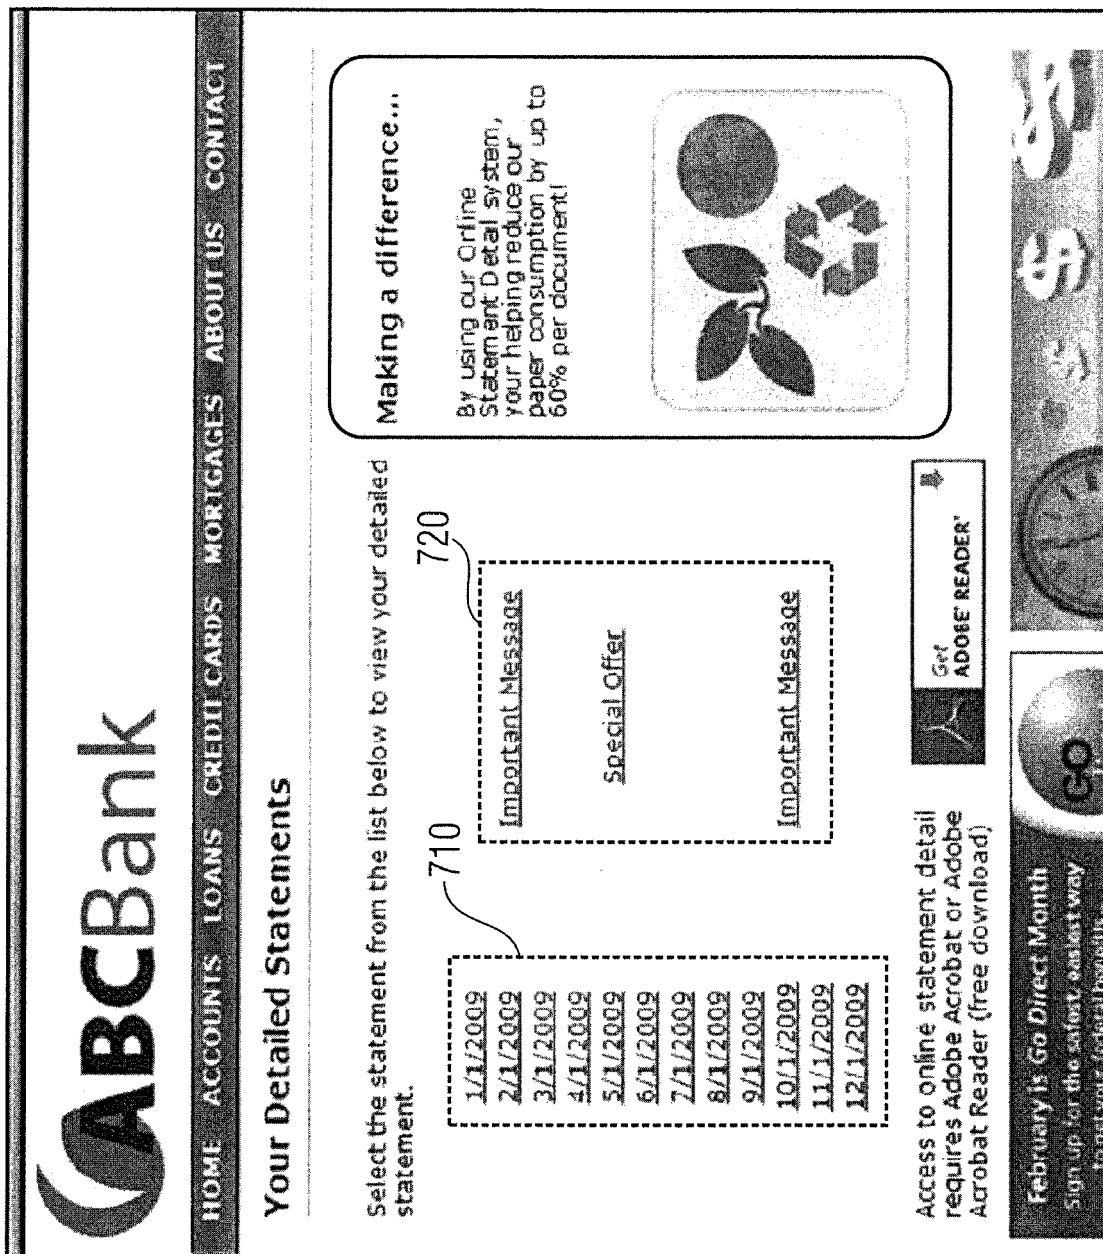 ABCBank
HOME ACCOUNTS LOANS CREDIT CARDS MORTGAGES ABOUT US CONTACT
Your Detailed Statements
Select the statement from the list below to view your detailed
statement.
710
1/1/2009
2/1/2009
3/1/2009
4/1/2009
5/1/2009
6/1/2009
7/1/2009
8/1/2009
9/1/2009
10/1/2009
11/1/2009
12/1/2009
720
Important Message
Special Offer
Important Message
Making a difference...
By using our Online
Statement Detail system,
your helping reduce our
paper consumption by up to
60% per document!
Access to online statement detail
requires Adobe Acrobat or Adobe
Acrobat Reader (free download)
Get
ADOBE® READER®
February is Go Direct Month
Sign up for the safest, easiest way
GO